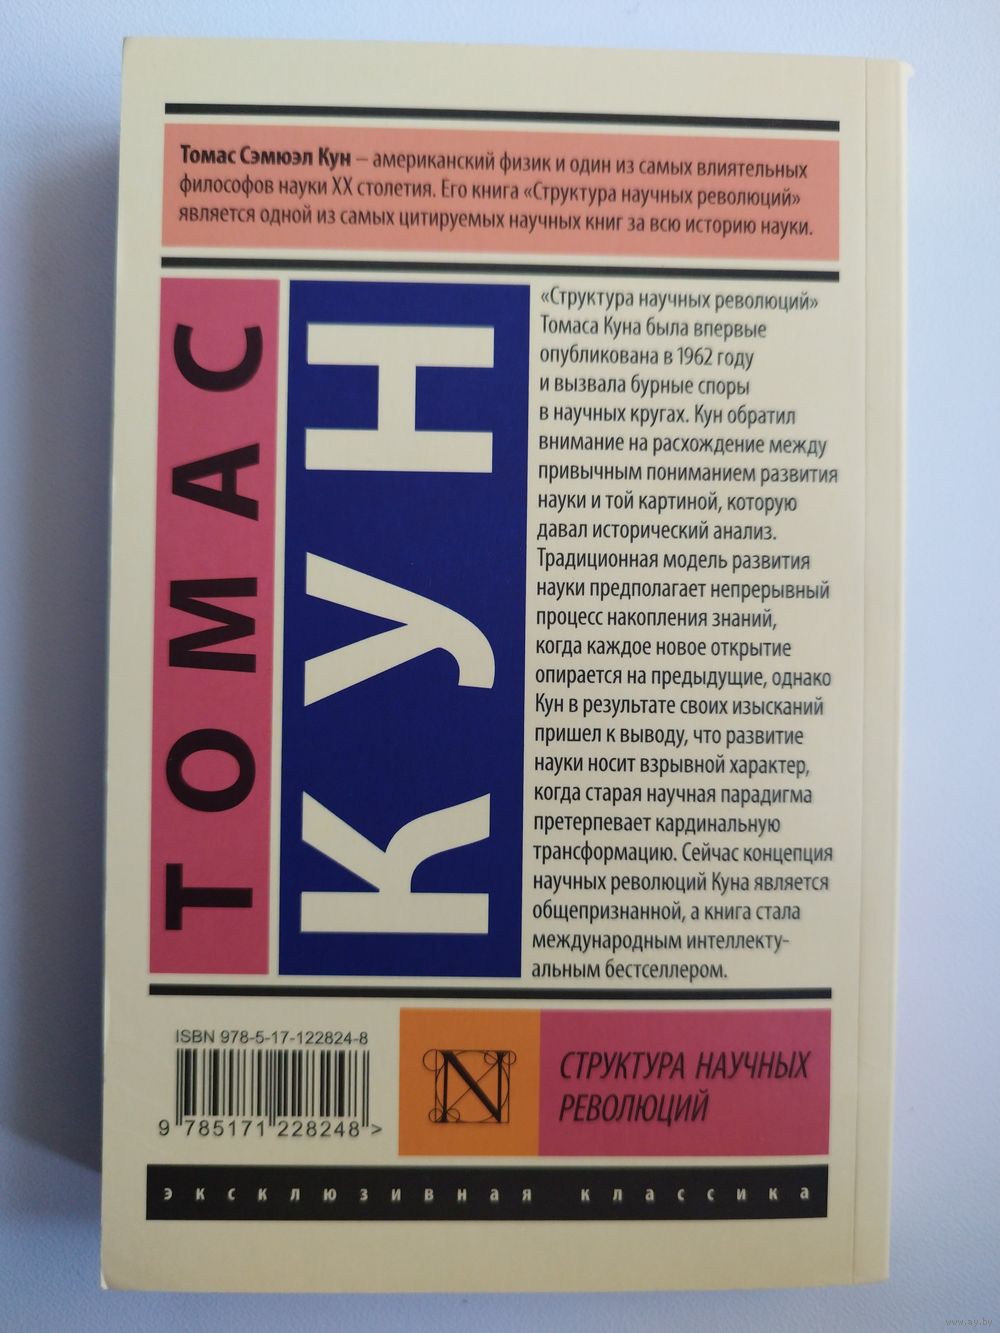 Томас Сэмюэл Кун – американский физик и один из самых влиятельных
философов науки XX столетия. Его книга «Структура научных революций»
является одной из самых цитируемых научных книг за всю историю науки.
ТОМАС
КУН
«Структура научных революций»
Томаса Куна была впервые
опубликована в 1962 году
и вызвала бурные споры
в научных кругах. Кун обратил
внимание на расхождение между
привычным пониманием развития
науки и той картиной, которую
давал исторический анализ.
Традиционная модель развития
науки предполагает непрерывный
процесс накопления знаний,
когда каждое новое открытие
опирается на предыдущие, однако
Кун в результате своих изысканий
пришел к выводу, что развитие
науки носит взрывной характер,
когда старая научная парадигма
претерпевает кардинальную
трансформацию. Сейчас концепция
научных революций Куна является
общепризнанной, а книга стала
международным интеллекту-
альным бестселлером.
ISBN 978-5-17-122824-8
9 785171 228248 >
N
СТРУКТУРА НАУЧНЫХ
РЕВОЛЮЦИЙ
эксклюзивная классика
www.ay.by